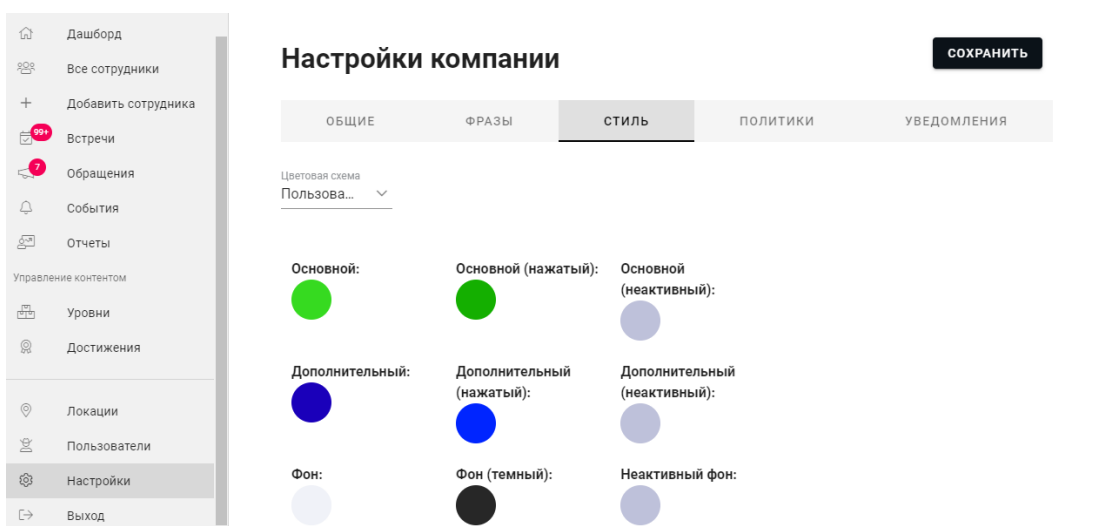 Дашборд
Все сотрудники
Добавить сотрудника
99+
Встречи
7
Обращения
События
Отчеты
Управление контентом
Уровни
Достижения
Локации
Пользователи
Настройки
Выход
Настройки компании
СОХРАНИТЬ
ОБЩИЕ
ФРАЗЫ
СТИЛЬ
ПОЛИТИКИ
УВЕДОМЛЕНИЯ
Цветовая схема
Пользова...
Основной:
Основной (нажатый):
Основной
(неактивный):
Дополнительный:
Дополнительный
(нажатый):
Дополнительный
(неактивный):
Фон:
Фон (темный):
Неактивный фон: